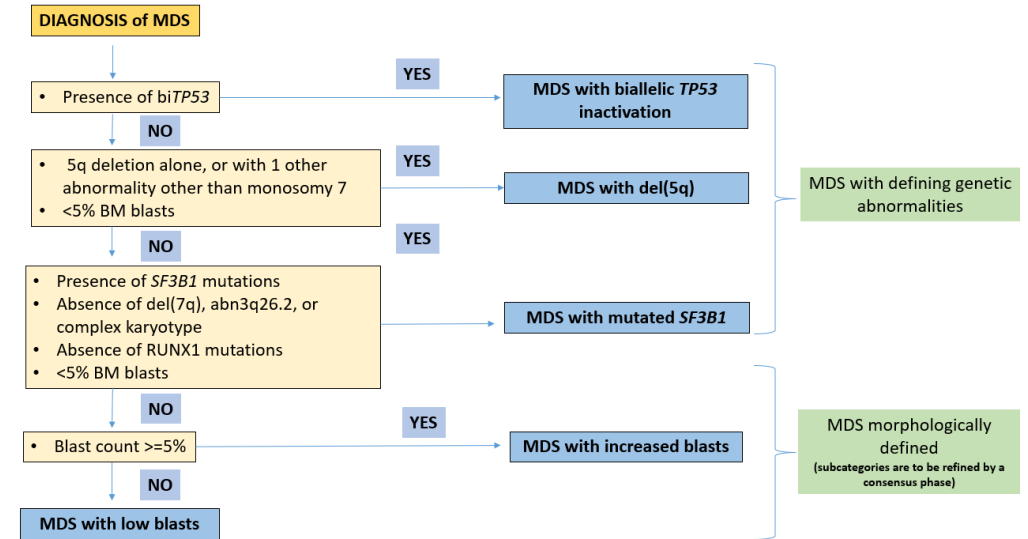 DIAGNOSIS of MDS
YES
• Presence of biTP53
MDS with biallelic TP53
inactivation
NO
• 5q deletion alone, or with 1 other
abnormality other than monosomy 7
• <5% BM blasts
YES
MDS with del(5q)
MDS with defining genetic
abnormalities
NO
YES
• Presence of SF3B1 mutations
• Absence of del(7q), abn3q26.2, or
complex karyotype
• Absence of RUNX1 mutations
• <5% BM blasts
MDS with mutated SF3B1
NO
YES
• Blast count >=5%
MDS with increased blasts
MDS morphologically
defined
(subcategories are to be refined by a
consensus phase)
NO
MDS with low blasts